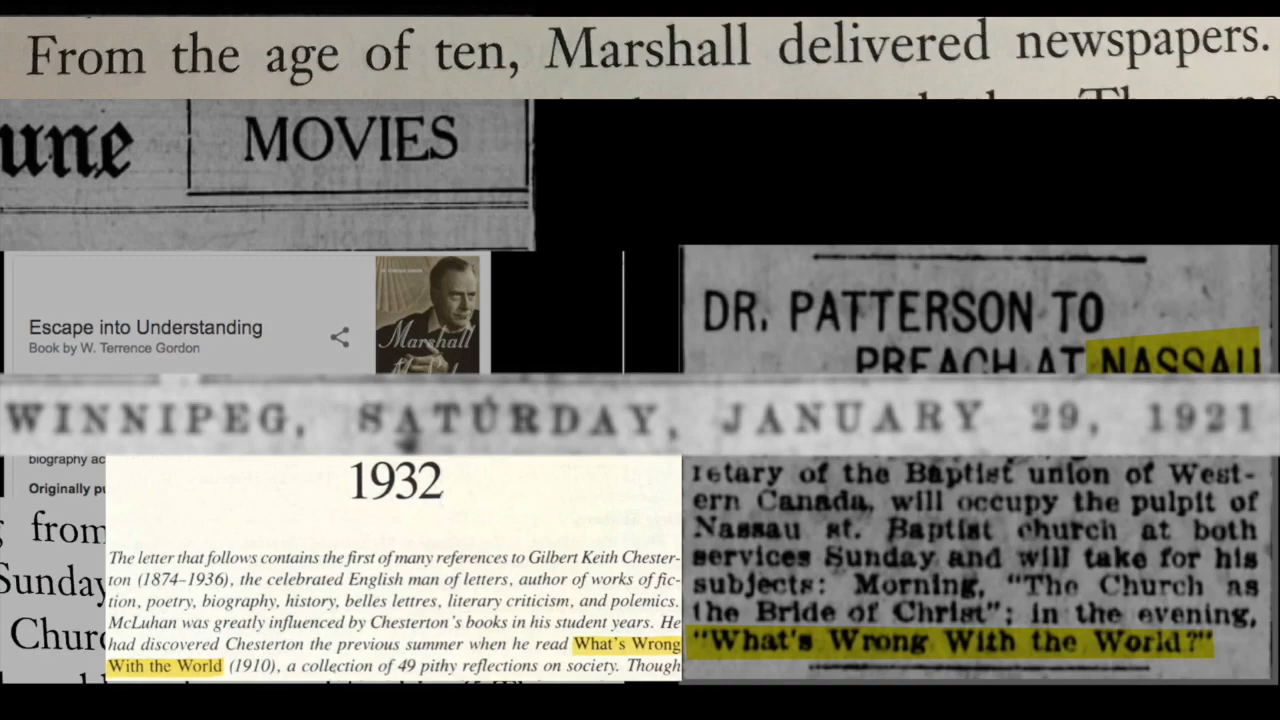 From the age of ten, Marshall delivered newspapers.
une
MOVIES
Escape into Understanding
Book by W. Terrence Gordon
Marshall
DR. PATTERSON TO
PREACH AT NASSAU
WINNIPEG, SATURDAY, JANUARY 29, 1921
biography ac
Originally pu
from
Sunday
Churc
1932
The letter that follows contains the first of many references to Gilbert Keith Chester-
ton (1874–1936), the celebrated English man of letters, author of works of fic-
tion, poetry, biography, history, belles lettres, literary criticism, and polemics.
McLuhan was greatly influenced by Chesterton's books in his student years. He
had discovered Chesterton the previous summer when he read What's Wrong
With the World (1910), a collection of 49 pithy reflections on society. Though
retary of the Baptist union of West-
ern Canada, will occupy the pulpit of
Nassau st. Baptist church at both
services Sunday and will take for his
subjects: Morning, "The Church as
the Bride of Christ"; in the evening,
"What's Wrong With the World?"